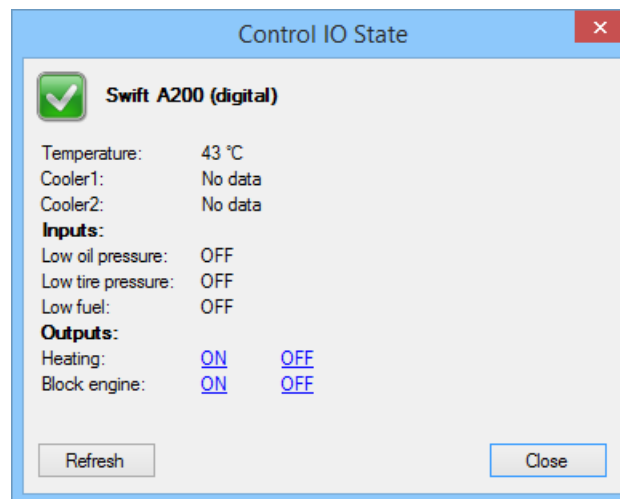 Control IO State
Swift A200 (digital)
Temperature: 43 °C
Cooler1: No data
Cooler2: No data
Inputs:
Low oil pressure: OFF
Low tire pressure: OFF
Low fuel: OFF
Outputs:
Heating: ON OFF
Block engine: ON OFF
Refresh Close